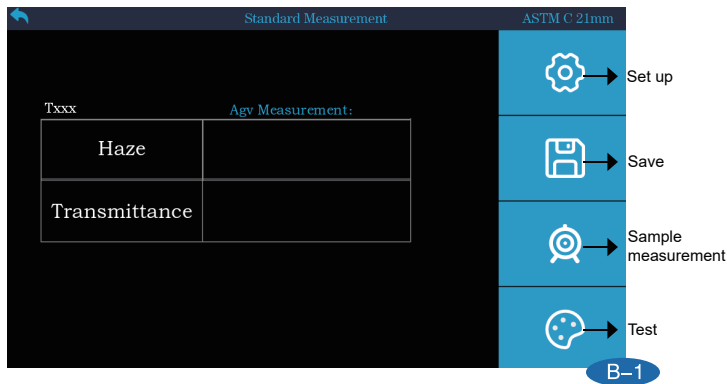 Standard Measurement
ASTM C 21mm
Set up
Txxx
Agv Measurement:
Haze
Save
Transmittance
Sample
measurement
Test
B-1